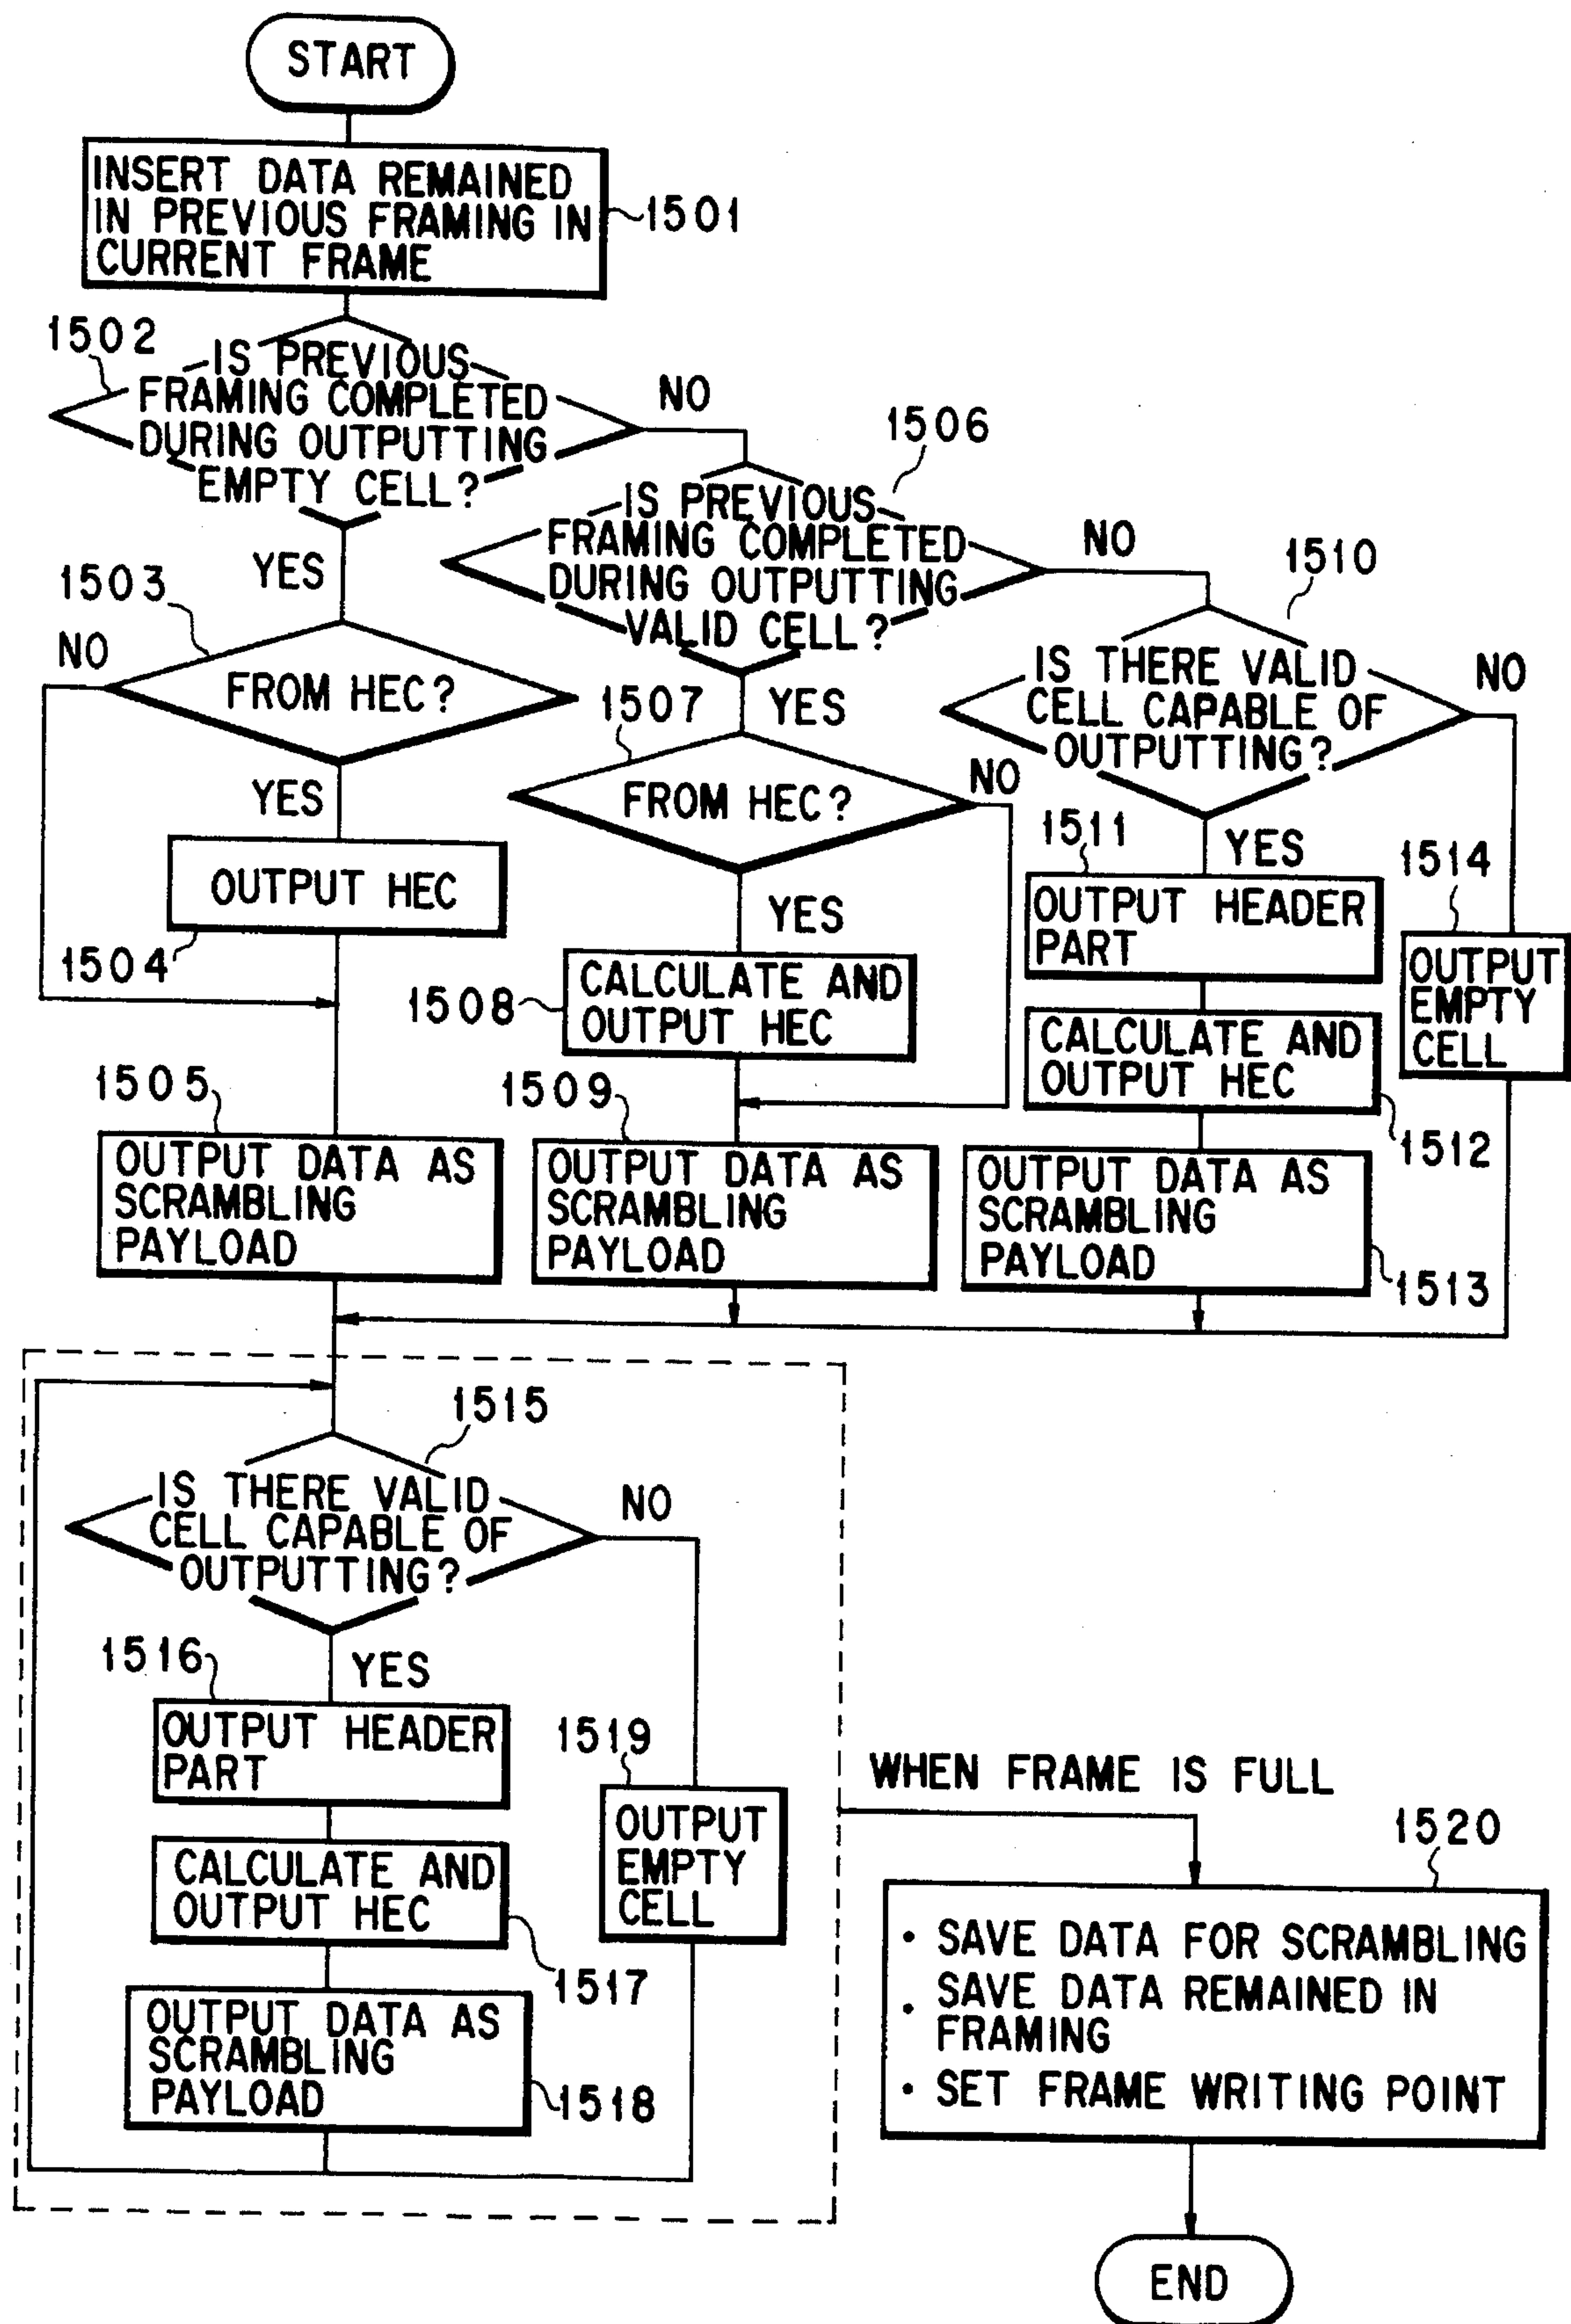 START
INSERT DATA REMAINED
IN PREVIOUS FRAMING IN
CURRENT FRAME
1501
1502
IS PREVIOUS
FRAMING COMPLETED
DURING OUTPUTTING
EMPTY CELL?
NO
YES
1506
IS PREVIOUS
FRAMING COMPLETED
DURING OUTPUTTING
VALID CELL?
NO
YES
1503
NO
FROM HEC?
YES
1510
IS THERE VALID
CELL CAPABLE OF
OUTPUTTING?
NO
YES
1507
FROM HEC?
NO
YES
OUTPUT HEC
1504
1508
CALCULATE AND
OUTPUT HEC
1511
OUTPUT HEADER
PART
1514
OUTPUT
EMPTY
CELL
CALCULATE AND
OUTPUT HEC
1512
1505
OUTPUT DATA AS
SCRAMBLING
PAYLOAD
1509
OUTPUT DATA AS
SCRAMBLING
PAYLOAD
OUTPUT DATA AS
SCRAMBLING
PAYLOAD
1513
1515
IS THERE VALID
CELL CAPABLE OF
OUTPUTTING?
NO
YES
1516
OUTPUT HEADER
PART
1519
OUTPUT
EMPTY
CELL
CALCULATE AND
OUTPUT HEC
1517
OUTPUT DATA AS
SCRAMBLING
PAYLOAD
1518
WHEN FRAME IS FULL
1520
• SAVE DATA FOR SCRAMBLING
• SAVE DATA REMAINED IN
FRAMING
• SET FRAME WRITING POINT
END